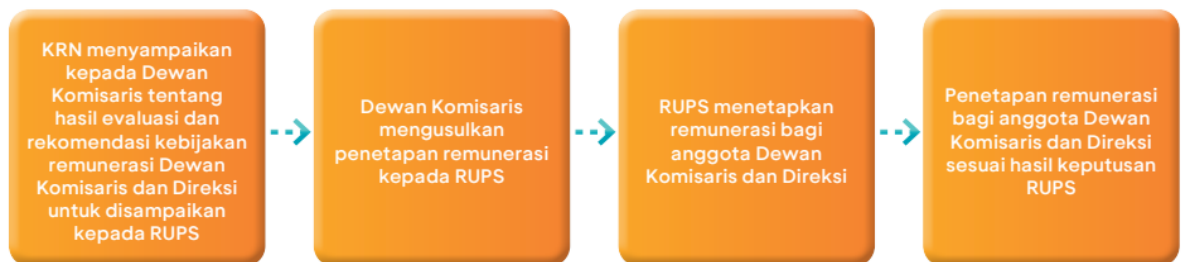 KRN menyampaikan
kepada Dewan
Komisaris tentang
hasil evaluasi dan
rekomendasi kebijakan
remunerasi Dewan
Komisaris dan Direksi
untuk disampaikan
kepada RUPS
Dewan Komisaris
mengusulkan
penetapan remunerasi
kepada RUPS
RUPS menetapkan
remunerasi bagi
anggota Dewan
Komisaris dan Direksi
Penetapan remunerasi
bagi anggota Dewan
Komisaris dan Direksi
sesuai hasil keputusan
RUPS